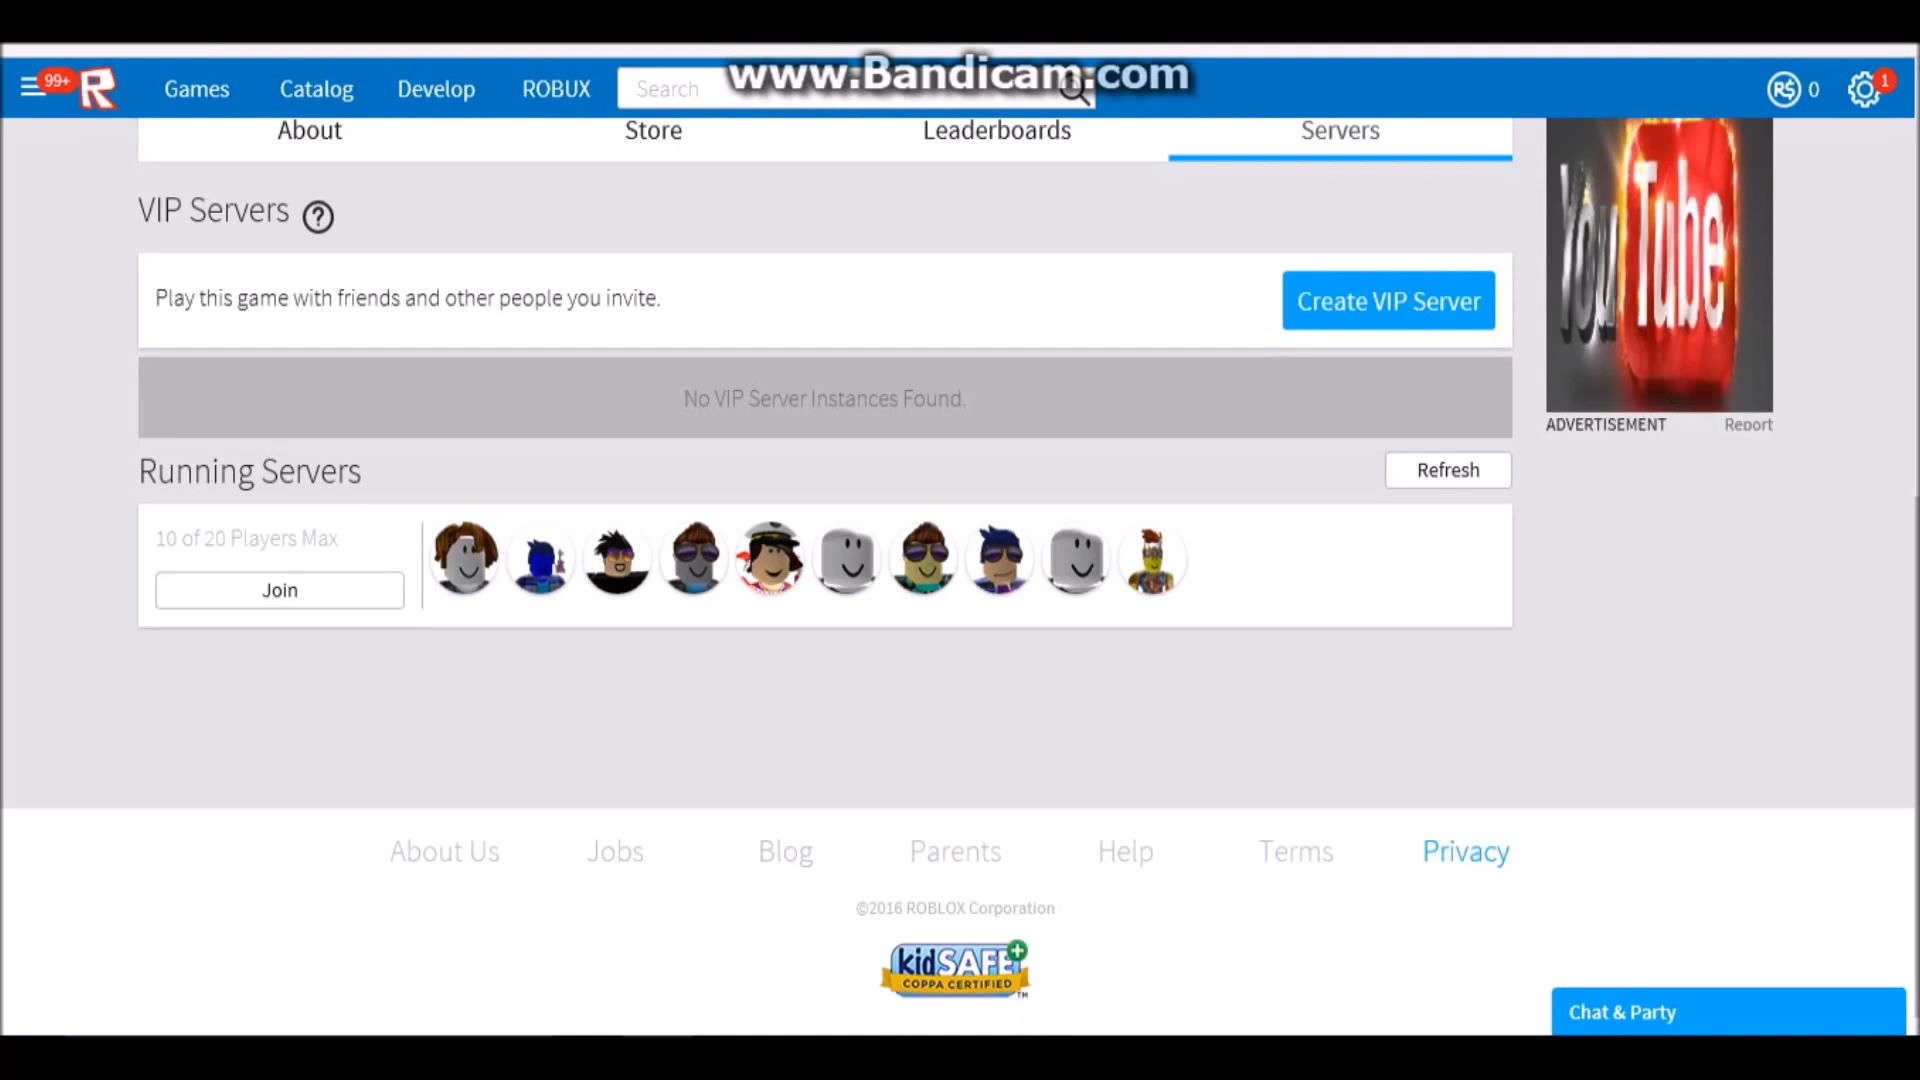 www.Bandicam.com
99+
R
Games
Catalog
Develop
ROBUX
Search
R$ 0
1
About
Store
Leaderboards
Servers
VIP Servers ?
Play this game with friends and other people you invite.
Create VIP Server
No VIP Server Instances Found.
You Tube
ADVERTISEMENT
Report
Running Servers
Refresh
10 of 20 Players Max
Join
About Us
Jobs
Blog
Parents
Help
Terms
Privacy
©2016 ROBLOX Corporation
kidSAFE+
COPPA CERTIFIED™
Chat & Party